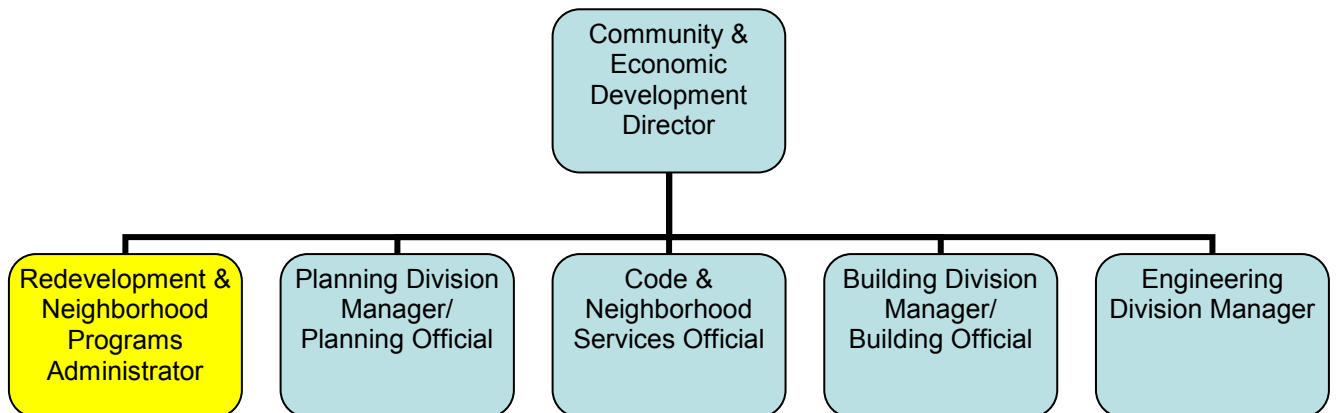 Community &
Economic
Development
Director
Redevelopment &
Neighborhood
Programs
Administrator
Planning Division
Manager/
Planning Official
Code &
Neighborhood
Services Official
Building Division
Manager/
Building Official
Engineering
Division Manager